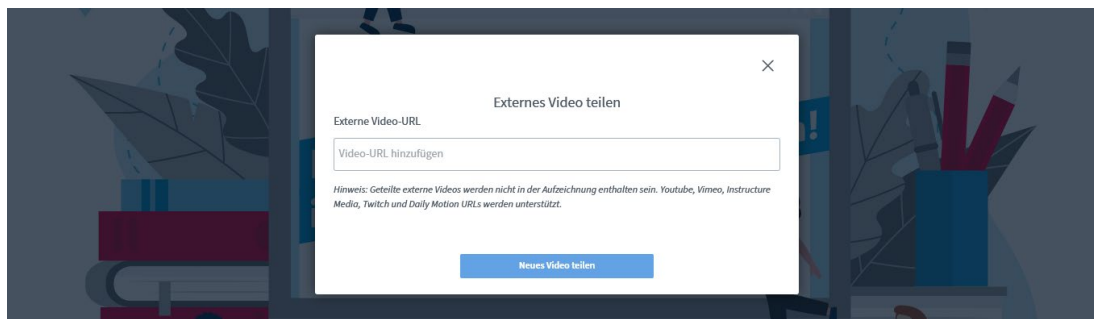 Externes Video teilen
Externe Video-URL
Video-URL hinzufügen
Hinweis: Geteilte externe Videos werden nicht in der Aufzeichnung enthalten sein. Youtube, Vimeo, Instructure
Media, Twitch und Daily Motion URLs werden unterstützt.
Neues Video teilen